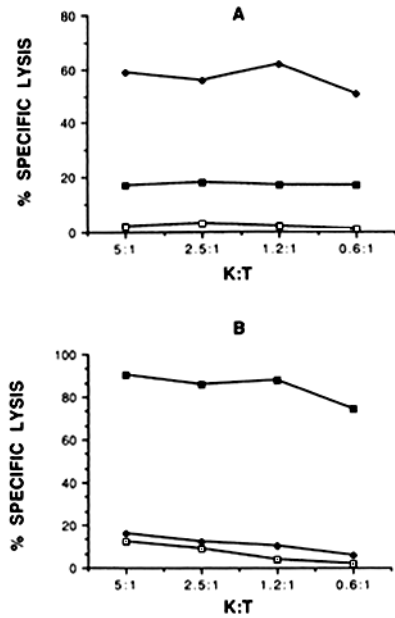 A
80
60
40
20
0
% SPECIFIC LYSIS
5:1 2.5:1 1.2:1 0.6:1
K:T
B
100
80
60
40
20
0
% SPECIFIC LYSIS
5:1 2.5:1 1.2:1 0.6:1
K:T